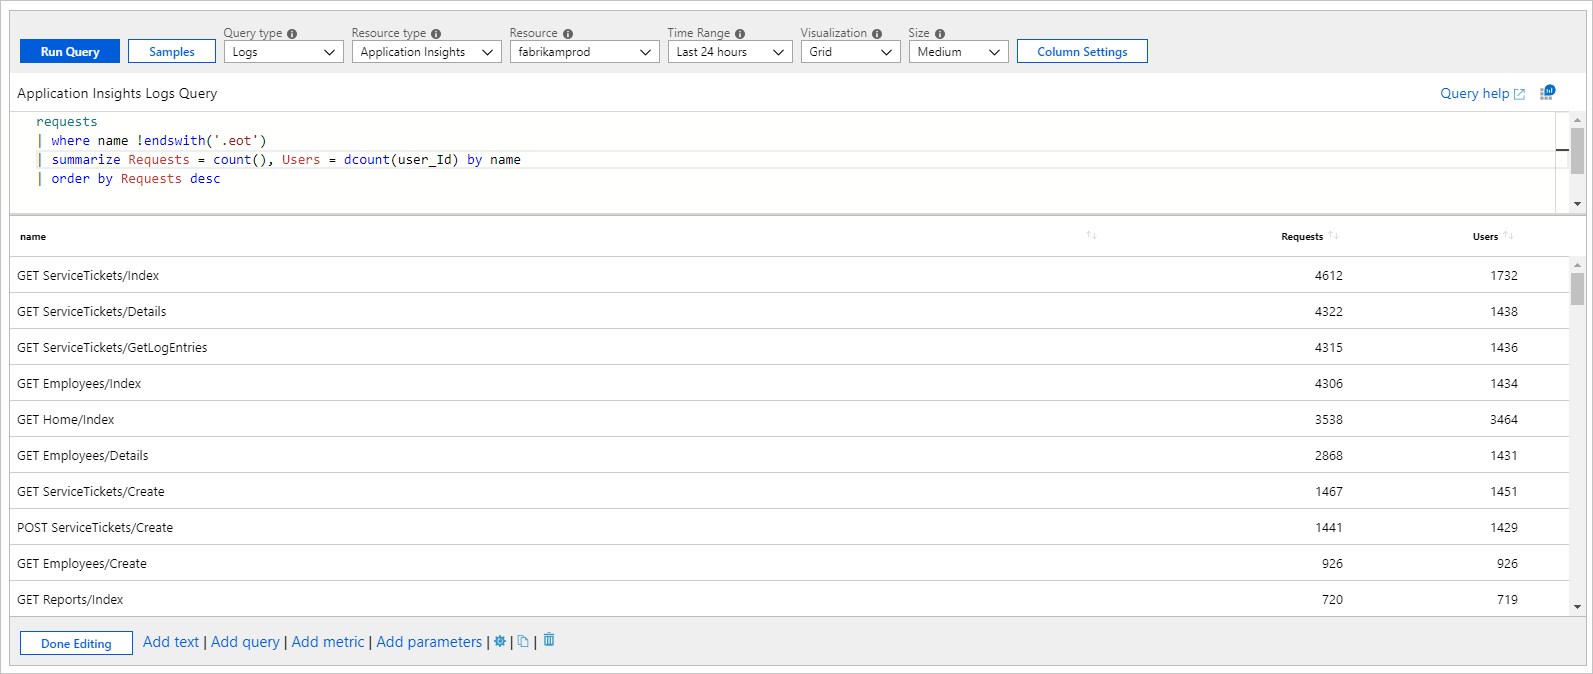 Query type Resource type Resource Time Range Visualization Size
Run Query Samples Logs Application Insights fabrikamprod Last 24 hours Grid Medium Column Settings
Application Insights Logs Query Query help
requests
| where name !endswith('.eot')
| summarize Requests = count(), Users = dcount(user_Id) by name
| order by Requests desc
name Requests Users
GET ServiceTickets/Index 4612 1732
GET ServiceTickets/Details 4322 1438
GET ServiceTickets/GetLogEntries 4315 1436
GET Employees/Index 4306 1434
GET Home/Index 3538 3464
GET Employees/Details 2868 1431
GET ServiceTickets/Create 1467 1451
POST ServiceTickets/Create 1441 1429
GET Employees/Create 926 926
GET Reports/Index 720 719
Done Editing Add text | Add query | Add metric | Add parameters | | |